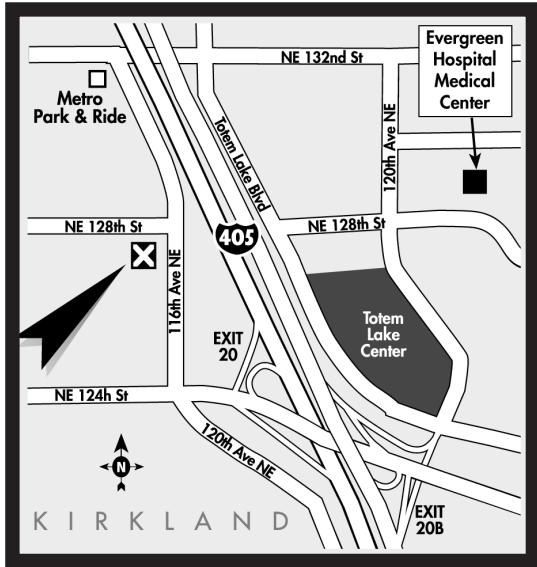 Evergreen
Hospital
Medical
Center
NE 132nd St
Metro
Park & Ride
Totem Lake Blvd
120th Ave NE
NE 128th St
NE 128th St
405
X
116th Ave NE
Totem
Lake
Center
EXIT
20
NE 124h St
120th Ave NE
N
KIRKLAND
EXIT
20B